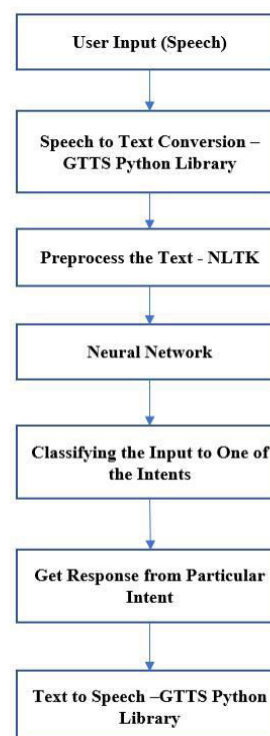 User Input (Speech)
Speech to Text Conversion –
GTTS Python Library
Preprocess the Text - NLTK
Neural Network
Classifying the Input to One of
the Intents
Get Response from Particular
Intent
Text to Speech –GTTS Python
Library